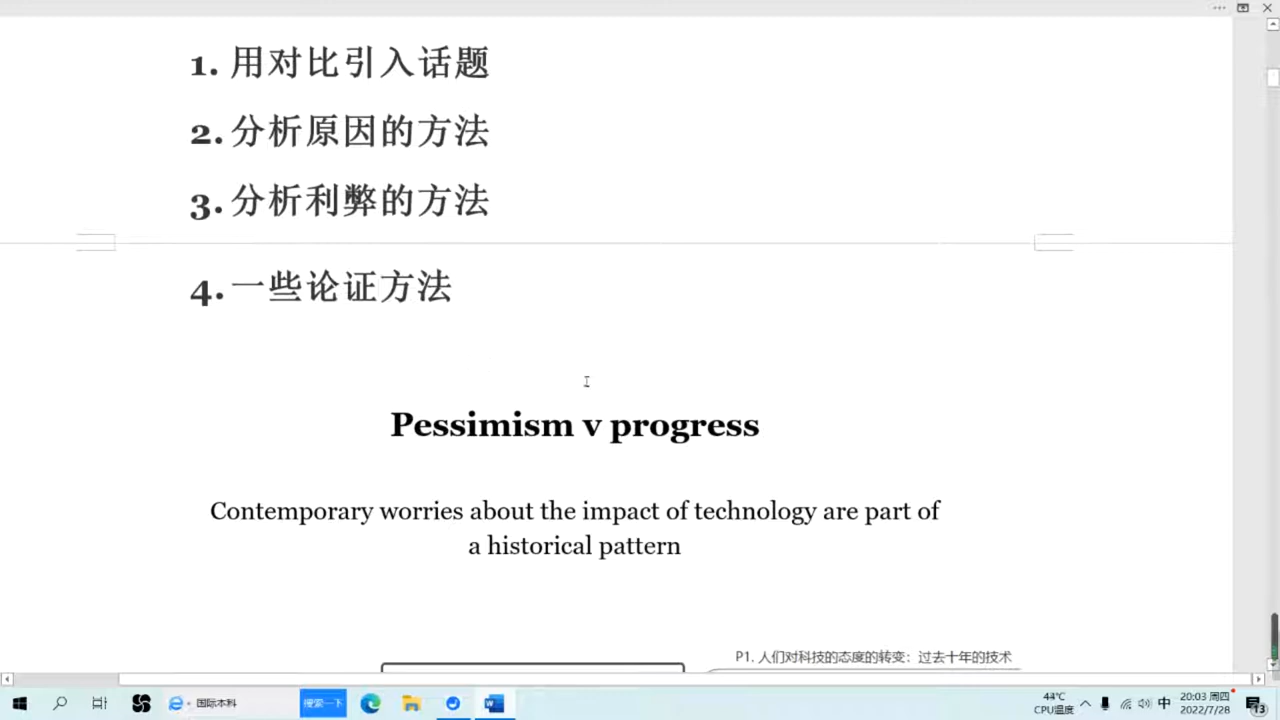 1. 用对比引入话题
2. 分析原因的方法
3. 分析利弊的方法
4. 一些论证方法
Pessimism v progress
Contemporary worries about the impact of technology are part of
a historical pattern
P1. 人们对科技的态度的转变：过去十年的技术
国际本科
搜索一下
44℃
CPU温度
中
20:03 周四
2022/7/28
13